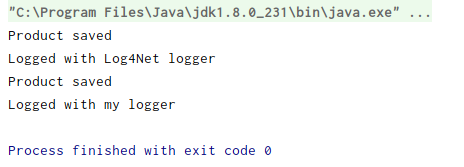 "C:\Program Files\Java\jdk1.8.0_231\bin\java.exe" ...
Product saved
Logged with Log4Net logger
Product saved
Logged with my logger
Process finished with exit code 0